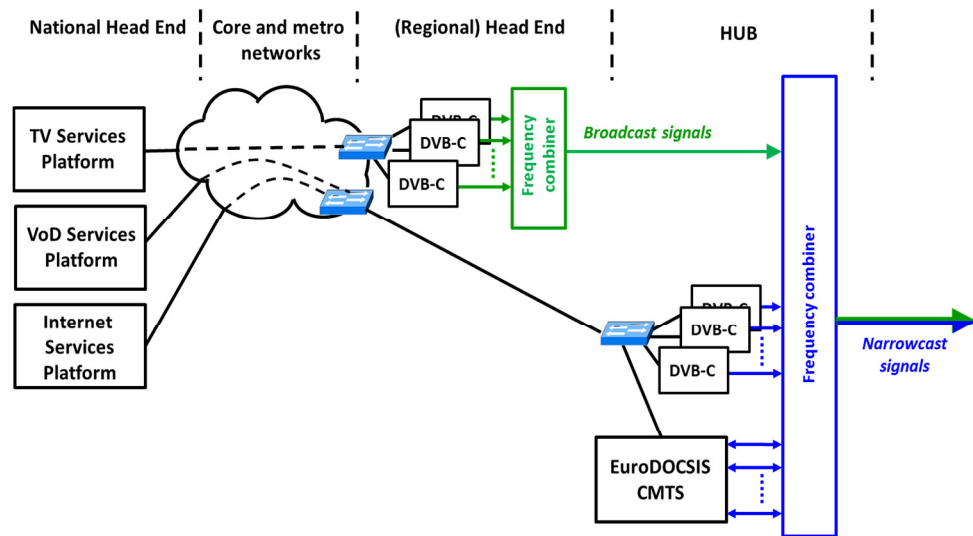 National Head End
Core and metro
networks
(Regional) Head End
HUB
TV Services
Platform
DVB-C
DVB-C
DVB-C
Frequency
combiner
Broadcast signals
VoD Services
Platform
Internet
Services
Platform
DVB-C
DVB-C
DVB-C
Frequency combiner
Narrowcast
signals
EuroDOCSIS
CMTS